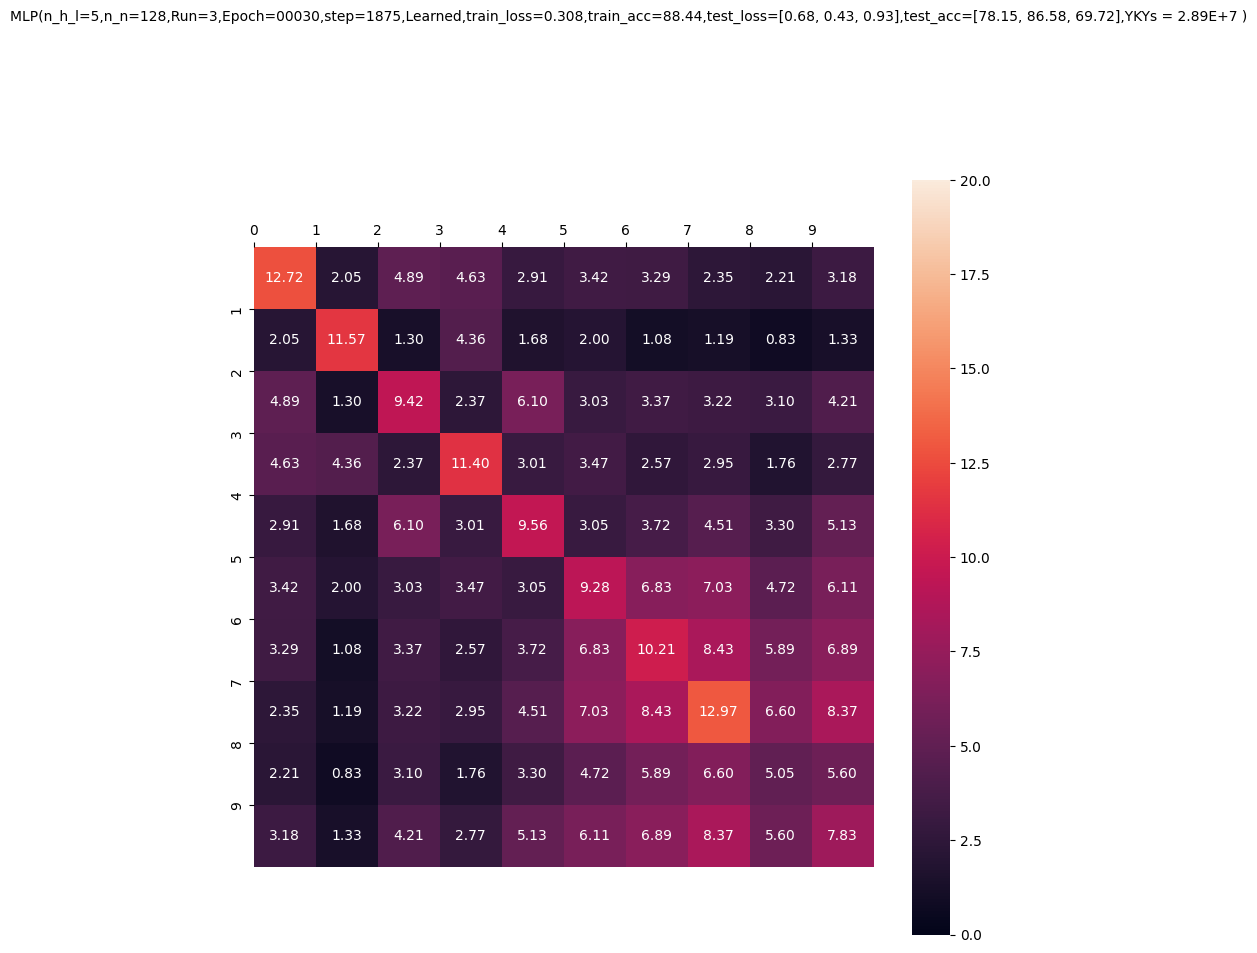 MLP(n_h_l=5,n_n=128,Run=3,Epoch=00030,step=1875,Learned,train_loss=0.308,train_acc=88.44,test_loss=[0.68, 0.43, 0.93],test_acc=[78.15, 86.58, 69.72],YKYs = 2.89E+7 )
0 1 2 3 4 5 6 7 8 9
12.72 2.05 4.89 4.63 2.91 3.42 3.29 2.35 2.21 3.18
1
2.05 11.57 1.30 4.36 1.68 2.00 1.08 1.19 0.83 1.33
2
4.89 1.30 9.42 2.37 6.10 3.03 3.37 3.22 3.10 4.21
3
4.63 4.36 2.37 11.40 3.01 3.47 2.57 2.95 1.76 2.77
4
2.91 1.68 6.10 3.01 9.56 3.05 3.72 4.51 3.30 5.13
5
3.42 2.00 3.03 3.47 3.05 9.28 6.83 7.03 4.72 6.11
6
3.29 1.08 3.37 2.57 3.72 6.83 10.21 8.43 5.89 6.89
7
2.35 1.19 3.22 2.95 4.51 7.03 8.43 12.97 6.60 8.37
8
2.21 0.83 3.10 1.76 3.30 4.72 5.89 6.60 5.05 5.60
9
3.18 1.33 4.21 2.77 5.13 6.11 6.89 8.37 5.60 7.83
20.0
17.5
15.0
12.5
10.0
7.5
5.0
2.5
0.0